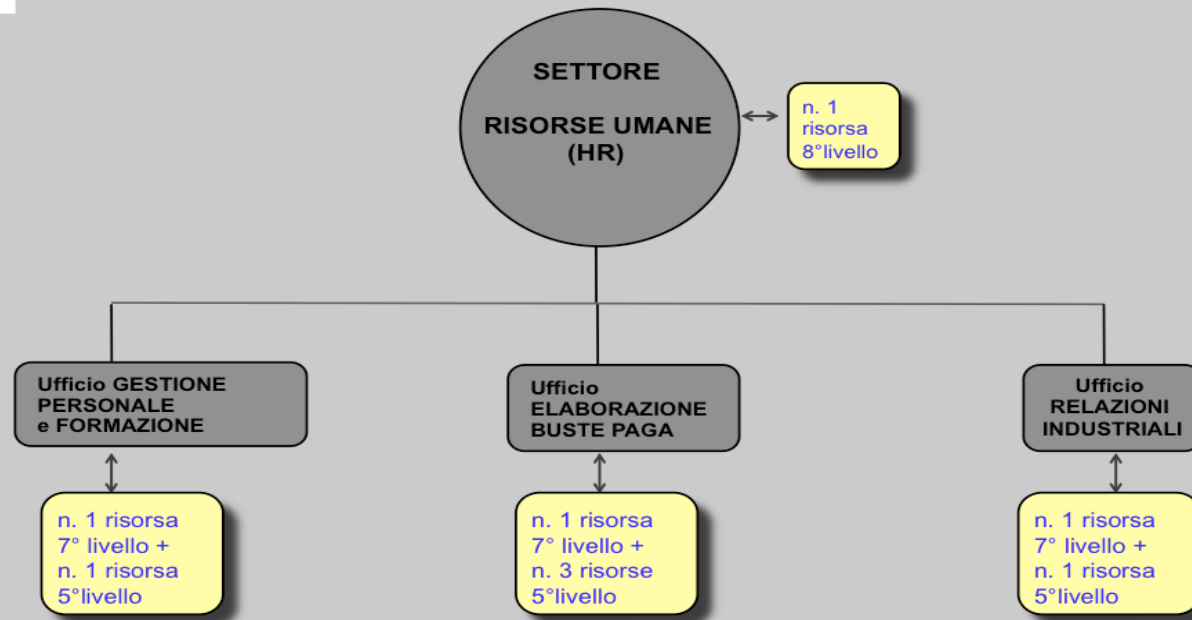 SETTORE
RISORSE UMANE
(HR)
n. 1
risorsa
8°livello
Ufficio GESTIONE
PERSONALE
e FORMAZIONE
Ufficio
ELABORAZIONE
BUSTE PAGA
Ufficio
RELAZIONI
INDUSTRIALI
n. 1 risorsa
7° livello +
n. 1 risorsa
5°livello
n. 1 risorsa
7° livello +
n. 3 risorse
5°livello
n. 1 risorsa
7° livello +
n. 1 risorsa
5°livello